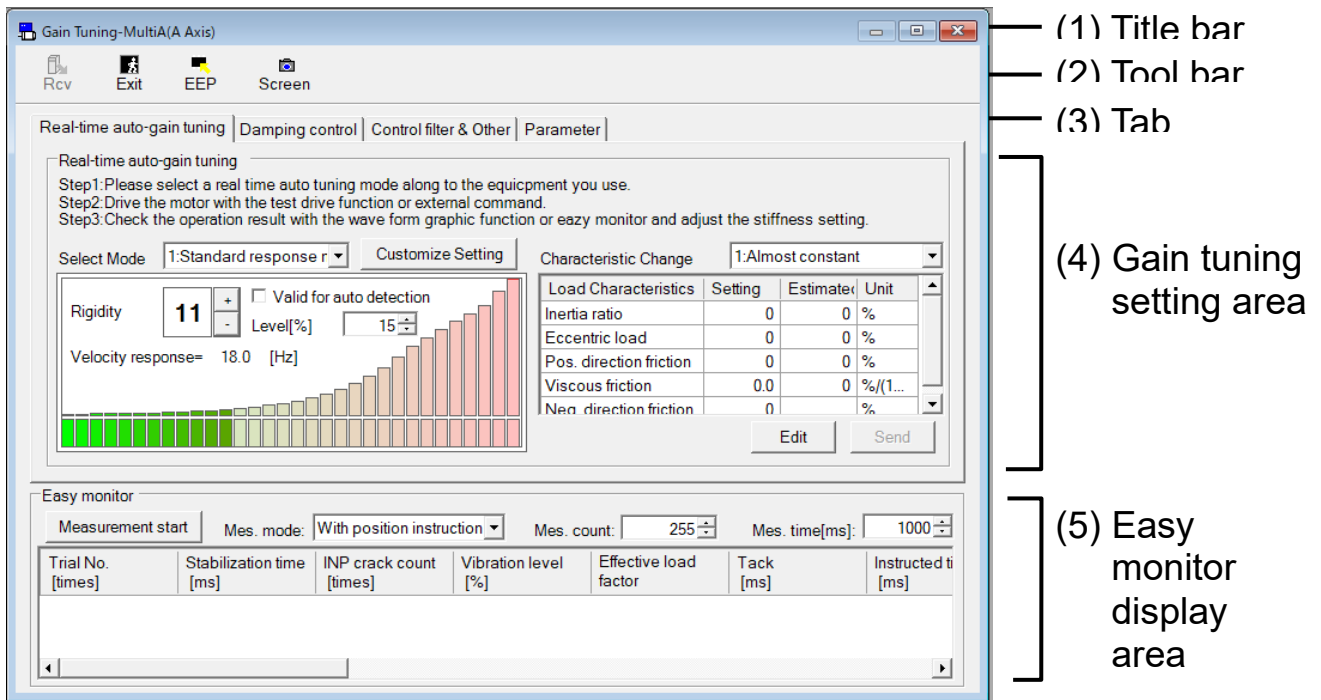 Gain Tuning-MultiA(A Axis)
(1) Title bar
Rcv Exit EEP Screen
(2) Tool bar
Real-time auto-gain tuning Damping control Control filter & Other Parameter
(3) Tab
Real-time auto-gain tuning
Step1:Please select a real time auto tuning mode along to the equicpment you use.
Step2:Drive the motor with the test drive function or external command.
Step3:Check the operation result with the wave form graphic function or eazy monitor and adjust the stiffness setting.
Select Mode 1:Standard response r Customize Setting Characteristic Change 1:Almost constant
(4) Gain tuning
setting area
Rigidity 11 + - Valid for auto detection
Level[%] 15
Velocity response= 18.0 [Hz]
Load Characteristics Setting Estimatec Unit
Inertia ratio 0 0 %
Eccentric load 0 0 %
Pos. direction friction 0 0 %
Viscous friction 0.0 0 %/(1...
Neg. direction friction 0 %
Edit Send
Easy monitor
Measurement start Mes. mode: With position instruction Mes. count: 255 Mes. time[ms]: 1000
(5) Easy
monitor
display
area
Trial No. Stabilization time INP crack count Vibration level Effective load Tack Instructed ti
[times] [ms] [times] [%] factor [ms] [ms]